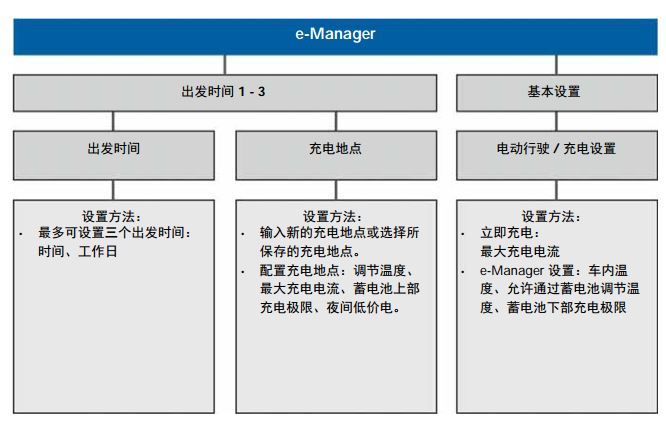 e-Manager
出发时间 1 - 3
基本设置
出发时间
充电地点
电动行驶 / 充电设置
设置方法：
· 最多可设置三个出发时间：
时间、工作日
设置方法：
· 输入新的充电地点或选择所
保存的充电地点。
· 配置充电地点：调节温度、
最大充电电流、蓄电池上部
充电极限、夜间低价电。
设置方法：
· 立即充电：
最大充电电流
· e-Manager 设置：车内温
度、允许通过蓄电池调节温
度、蓄电池下部充电极限